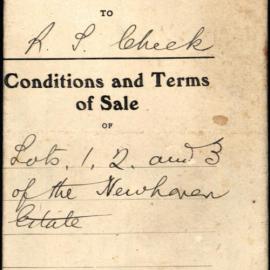 TO
R. S. Cheek
Conditions and Terms
of Sale
OF
Lots. 1, 2. and 3
of the Newhaven
Estate